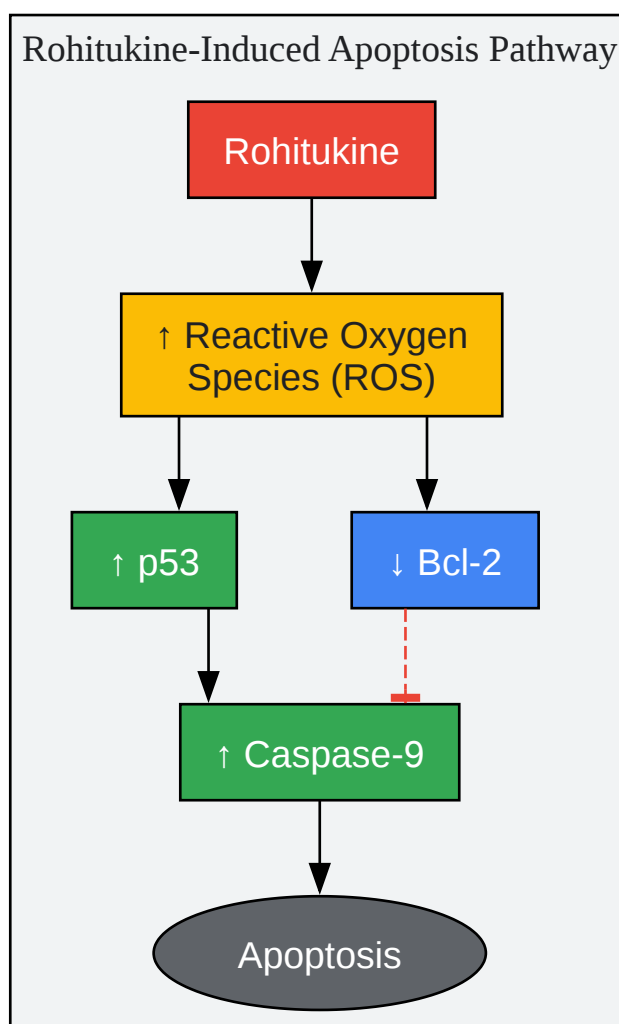 Rohitukine-Induced Apoptosis Pathway
Rohitukine
↑ Reactive Oxygen
Species (ROS)
↑ p53
↓ Bcl-2
↑ Caspase-9
Apoptosis